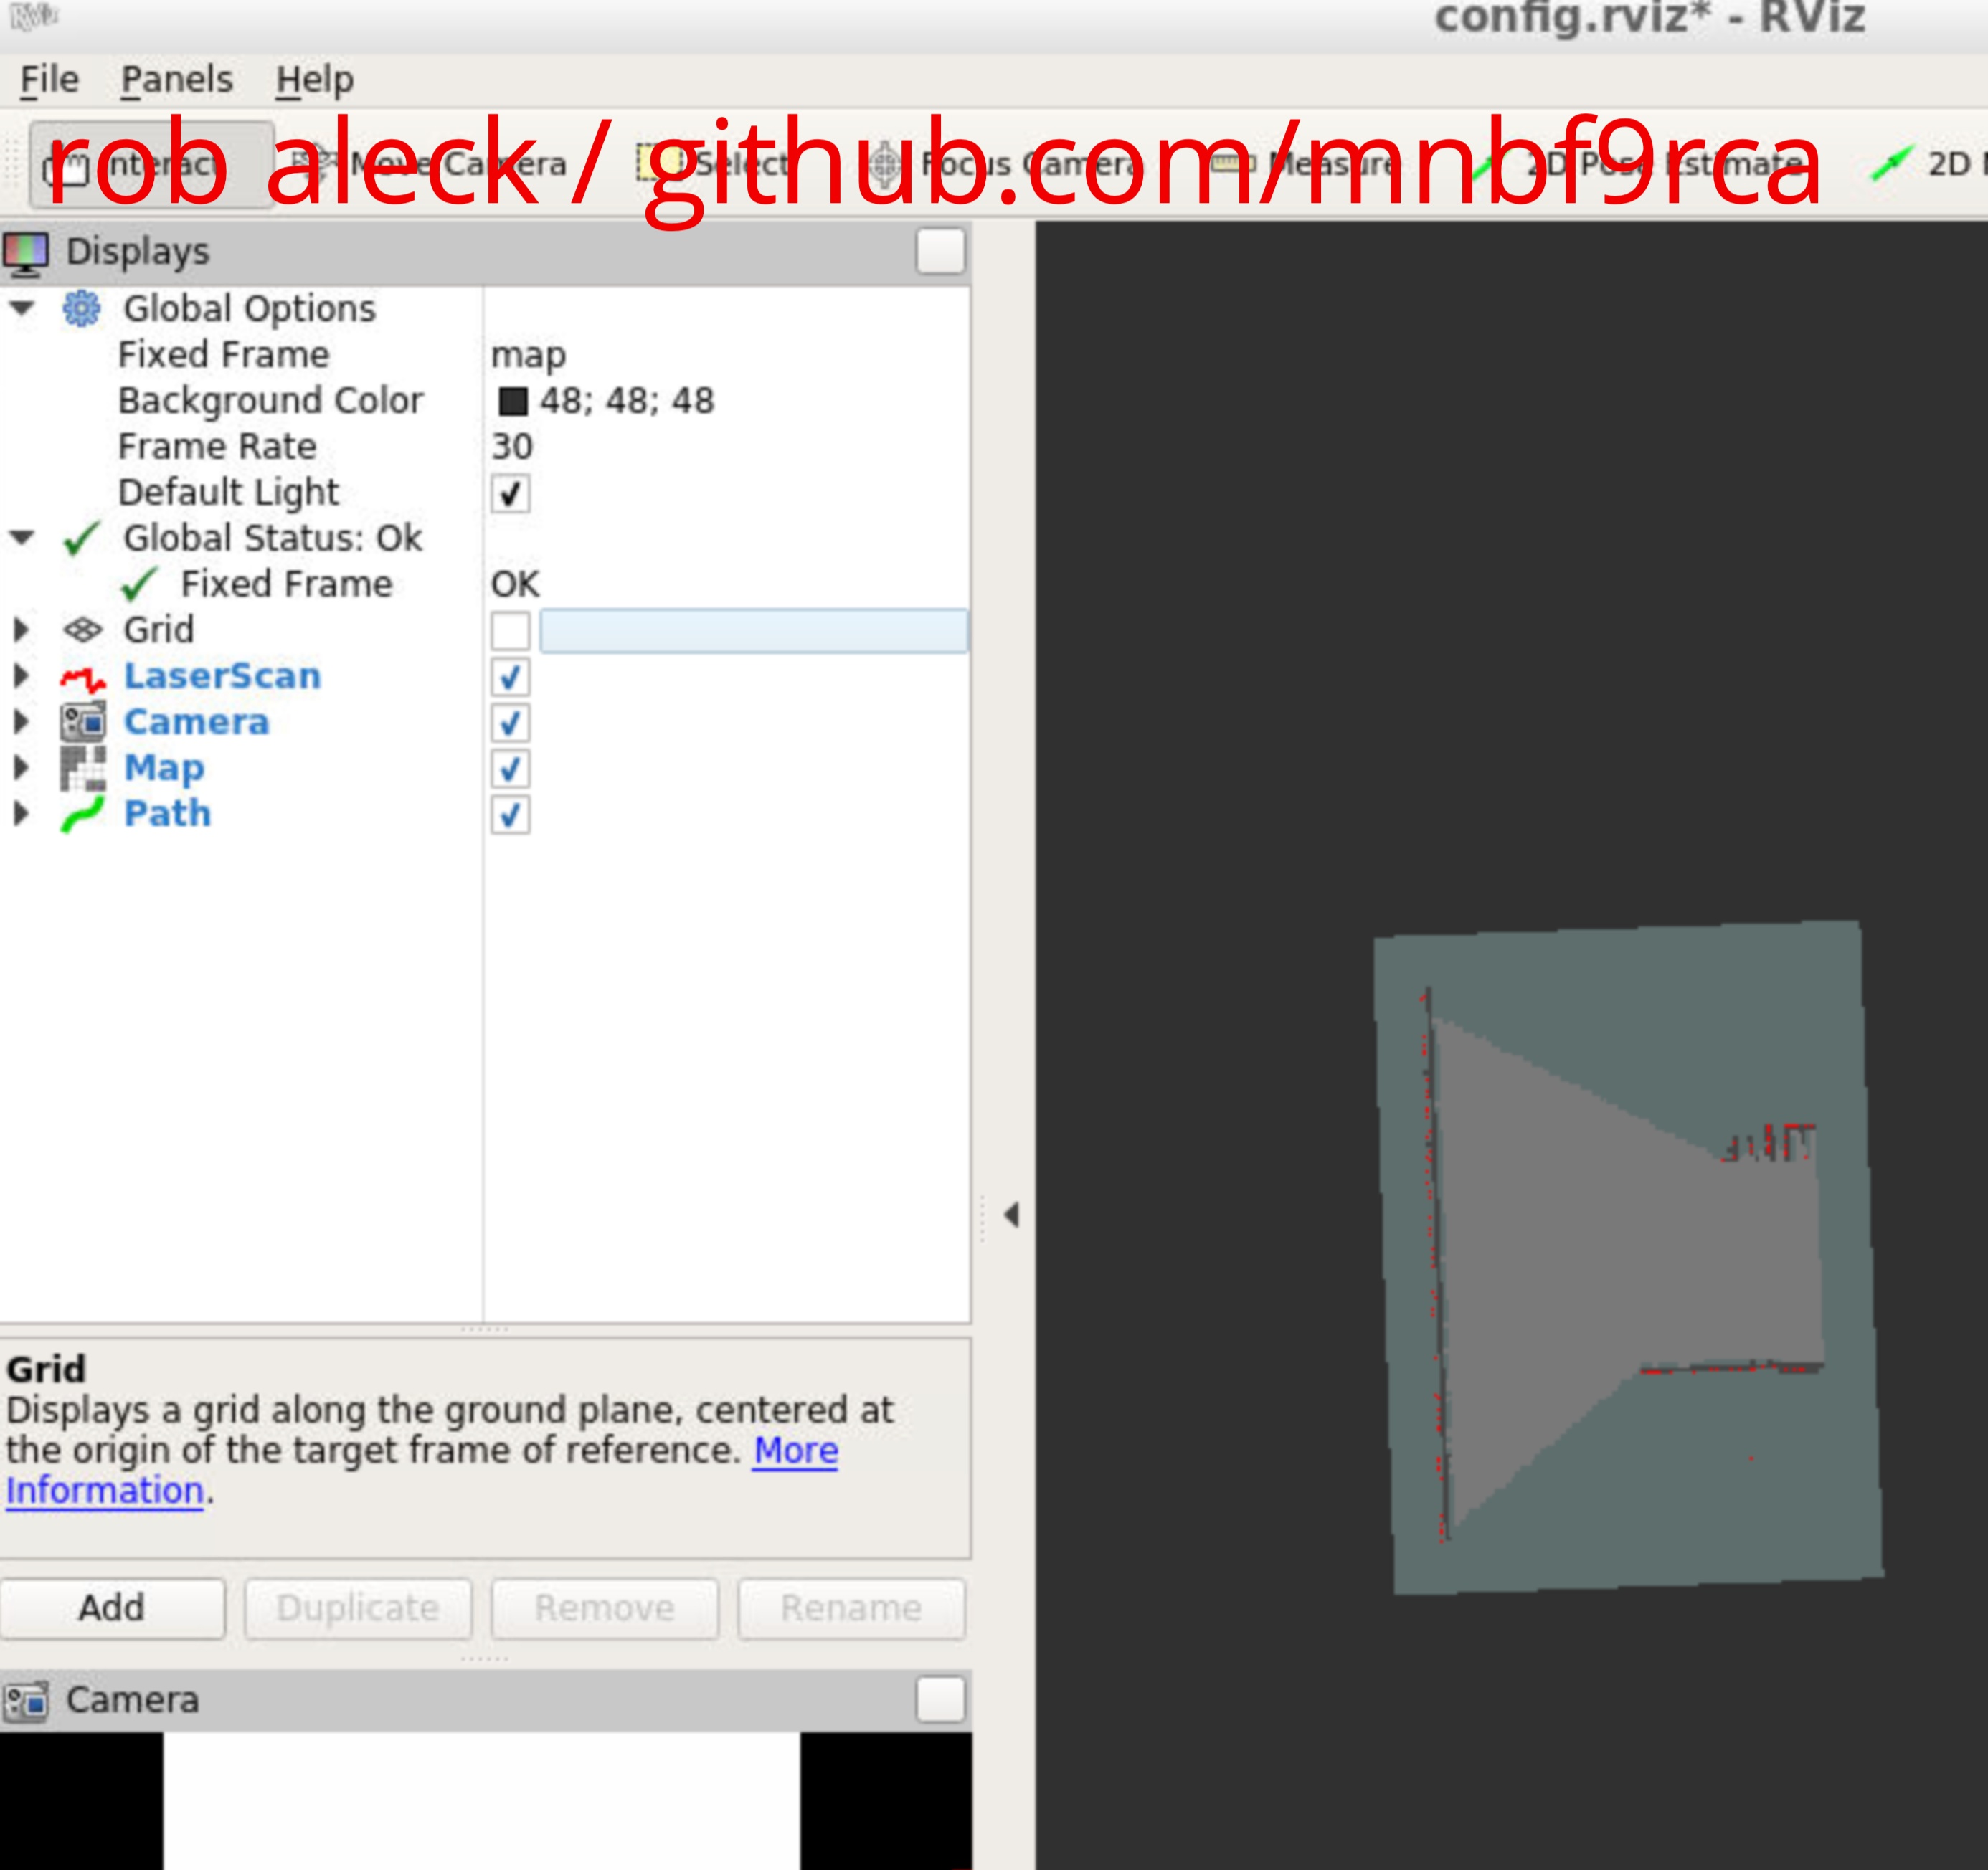 RViz
config.rviz* - RViz
File Panels Help
rob aleck / github.com/mnbf9rca
Interact Move Camera Select Focus Camera Measure 2D Pose Estimate 2D
Displays
Global Options
Fixed Frame map
Background Color 48; 48; 48
Frame Rate 30
Default Light
Global Status: Ok
Fixed Frame OK
Grid
LaserScan
Camera
Map
Path
Grid
Displays a grid along the ground plane, centered at
the origin of the target frame of reference. More
Information.
Add Duplicate Remove Rename
Camera